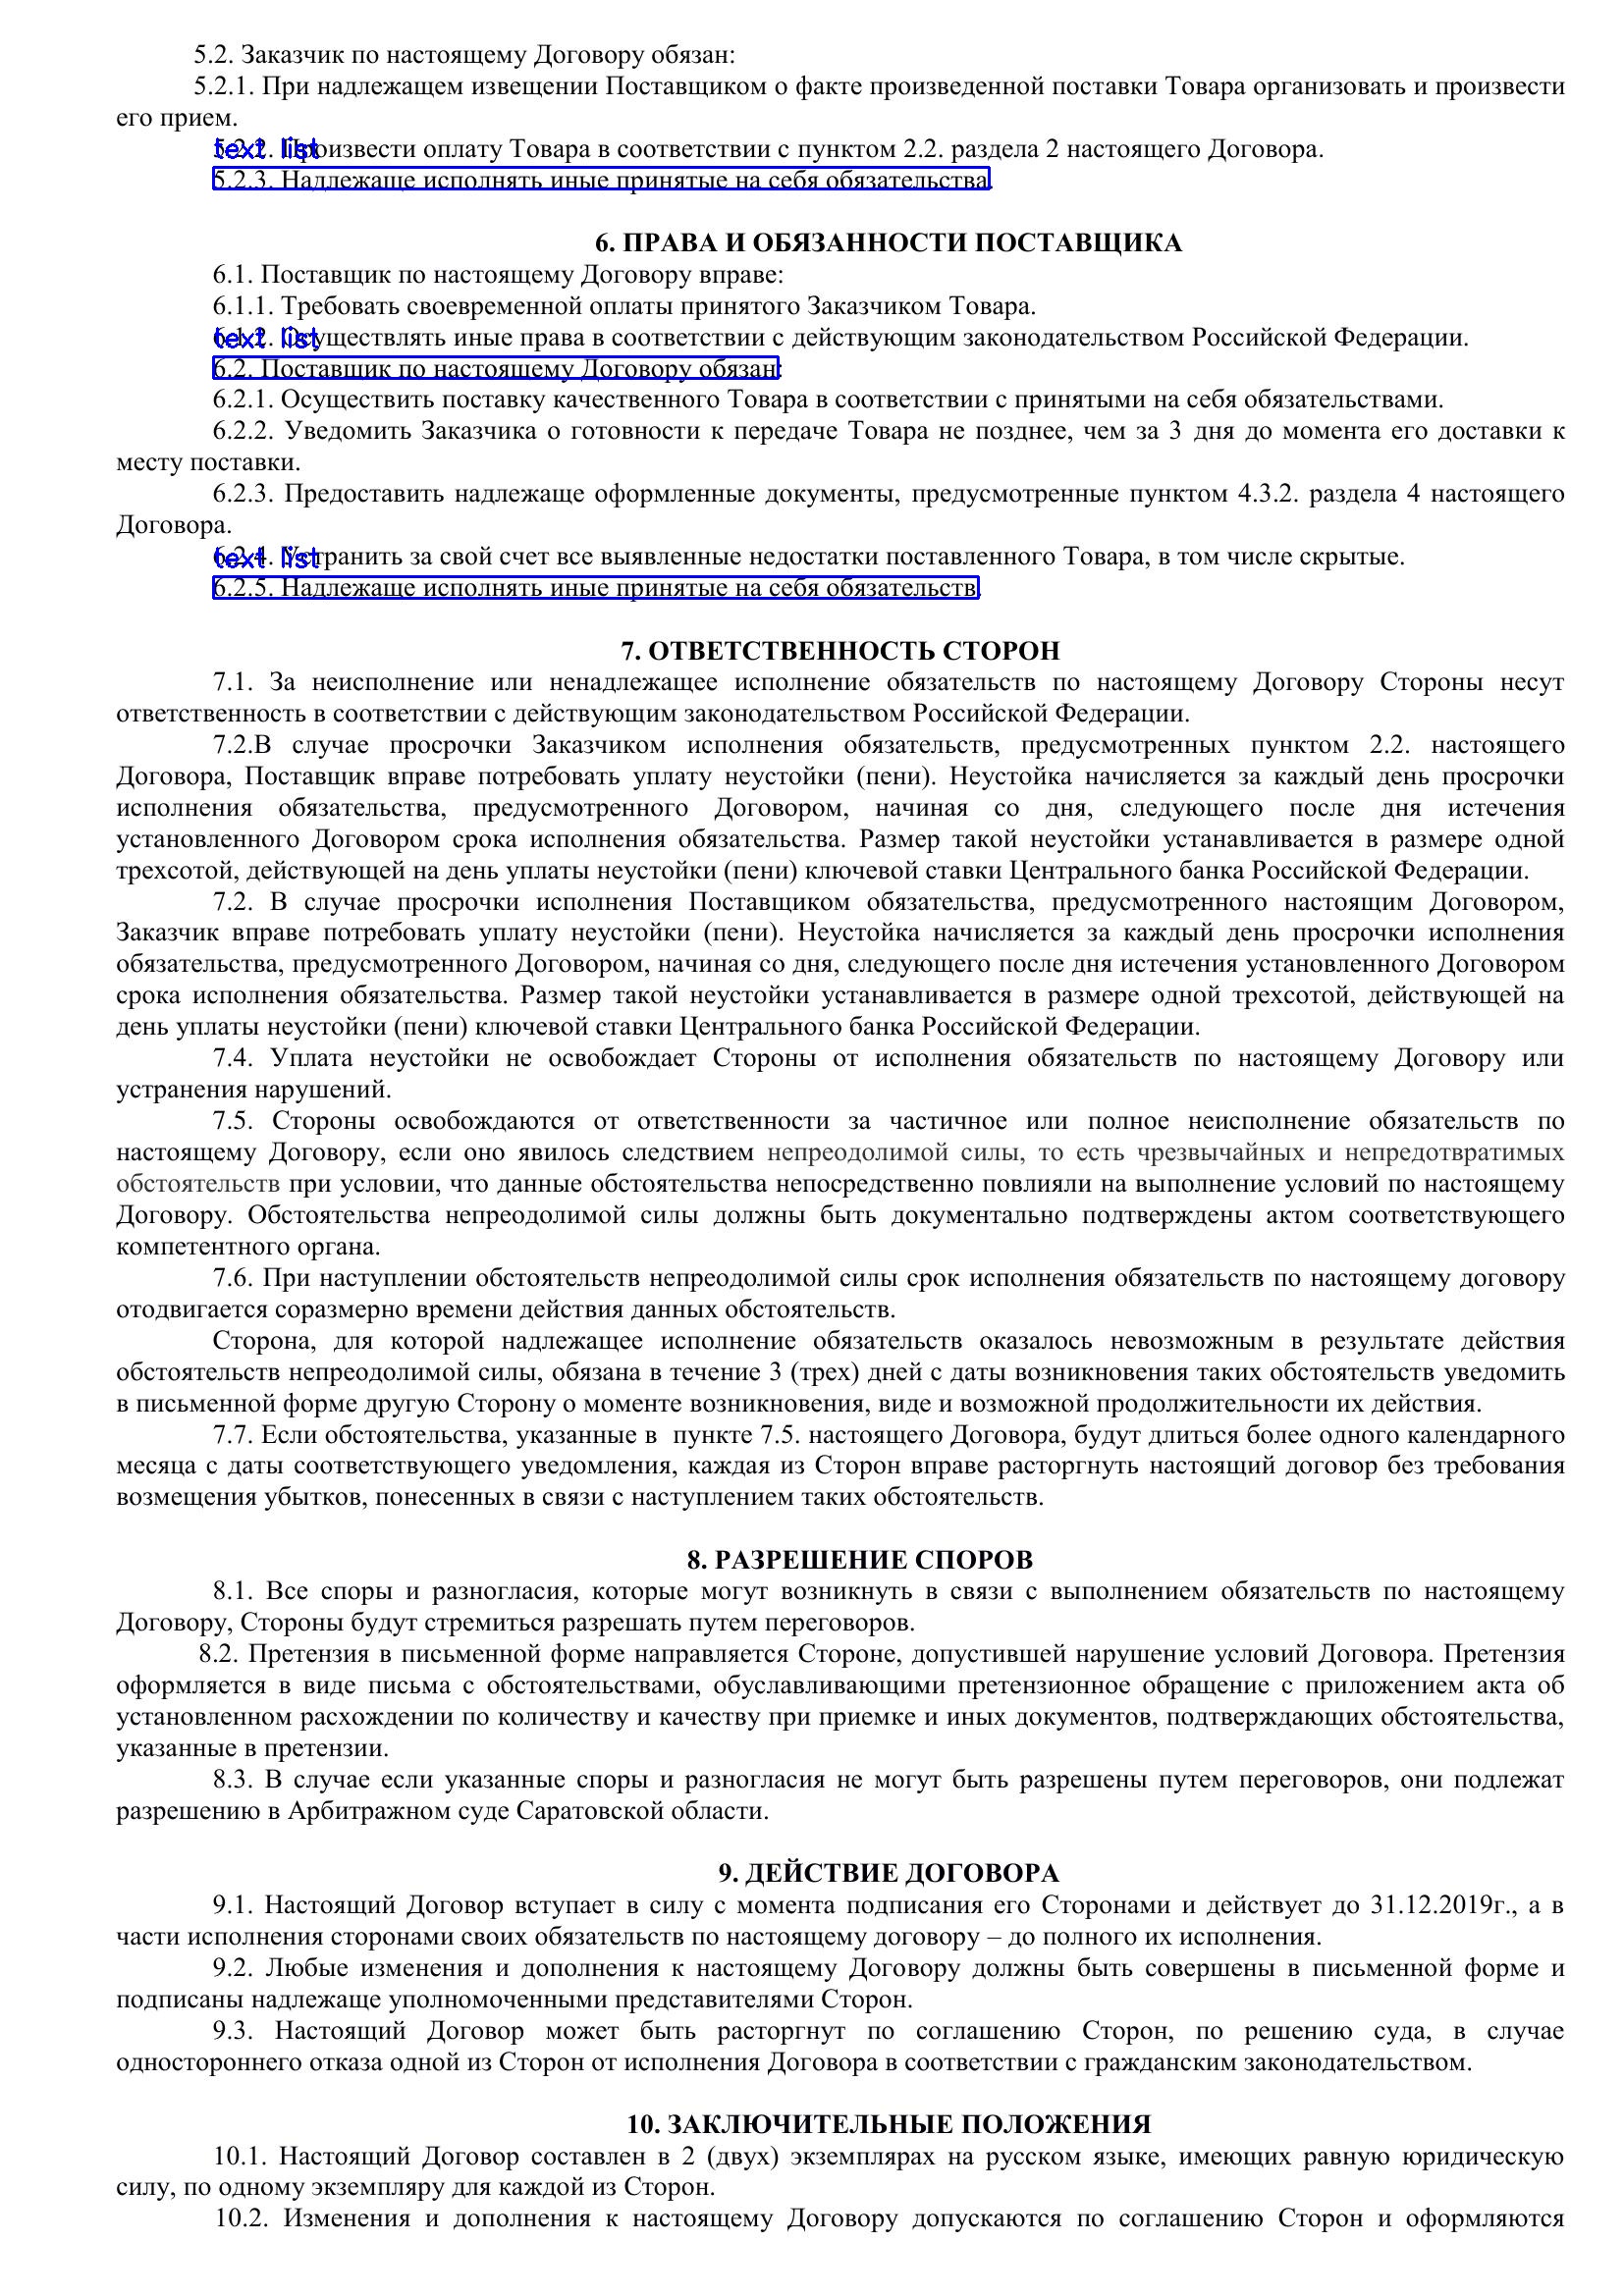 5.2. Заказчик по настоящему Договору обязан:
5.2.1. При надлежащем извещении Поставщиком о факте произведенной поставки Товара организовать и произвести
его прием.
text list
5.2.2. Произвести оплату Товара в соответствии с пунктом 2.2. раздела 2 настоящего Договора.
5.2.3. Надлежаще исполнять иные принятые на себя обязательства.
6. ПРАВА И ОБЯЗАННОСТИ ПОСТАВЩИКА
6.1. Поставщик по настоящему Договору вправе:
6.1.1. Требовать своевременной оплаты принятого Заказчиком Товара.
text list
6.1.2. Осуществлять иные права в соответствии с действующим законодательством Российской Федерации.
6.2. Поставщик по настоящему Договору обязан:
6.2.1. Осуществить поставку качественного Товара в соответствии с принятыми на себя обязательствами.
6.2.2. Уведомить Заказчика о готовности к передаче Товара не позднее, чем за 3 дня до момента его доставки к
месту поставки.
6.2.3. Предоставить надлежаще оформленные документы, предусмотренные пунктом 4.3.2. раздела 4 настоящего
Договора.
text list
6.2.4. Устранить за свой счет все выявленные недостатки поставленного Товара, в том числе скрытые.
6.2.5. Надлежаще исполнять иные принятые на себя обязательств.
7. ОТВЕТСТВЕННОСТЬ СТОРОН
7.1. За неисполнение или ненадлежащее исполнение обязательств по настоящему Договору Стороны несут
ответственность в соответствии с действующим законодательством Российской Федерации.
7.2.В случае просрочки Заказчиком исполнения обязательств, предусмотренных пунктом 2.2. настоящего
Договора, Поставщик вправе потребовать уплату неустойки (пени). Неустойка начисляется за каждый день просрочки
исполнения обязательства, предусмотренного Договором, начиная со дня, следующего после дня истечения
установленного Договором срока исполнения обязательства. Размер такой неустойки устанавливается в размере одной
трехсотой, действующей на день уплаты неустойки (пени) ключевой ставки Центрального банка Российской Федерации.
7.2. В случае просрочки исполнения Поставщиком обязательства, предусмотренного настоящим Договором,
Заказчик вправе потребовать уплату неустойки (пени). Неустойка начисляется за каждый день просрочки исполнения
обязательства, предусмотренного Договором, начиная со дня, следующего после дня истечения установленного Договором
срока исполнения обязательства. Размер такой неустойки устанавливается в размере одной трехсотой, действующей на
день уплаты неустойки (пени) ключевой ставки Центрального банка Российской Федерации.
7.4. Уплата неустойки не освобождает Стороны от исполнения обязательств по настоящему Договору или
устранения нарушений.
7.5. Стороны освобождаются от ответственности за частичное или полное неисполнение обязательств по
настоящему Договору, если оно явилось следствием непреодолимой силы, то есть чрезвычайных и непредотвратимых
обстоятельств при условии, что данные обстоятельства непосредственно повлияли на выполнение условий по настоящему
Договору. Обстоятельства непреодолимой силы должны быть документально подтверждены актом соответствующего
компетентного органа.
7.6. При наступлении обстоятельств непреодолимой силы срок исполнения обязательств по настоящему договору
отодвигается соразмерно времени действия данных обстоятельств.
Сторона, для которой надлежащее исполнение обязательств оказалось невозможным в результате действия
обстоятельств непреодолимой силы, обязана в течение 3 (трех) дней с даты возникновения таких обстоятельств уведомить
в письменной форме другую Сторону о моменте возникновения, виде и возможной продолжительности их действия.
7.7. Если обстоятельства, указанные в пункте 7.5. настоящего Договора, будут длиться более одного календарного
месяца с даты соответствующего уведомления, каждая из Сторон вправе расторгнуть настоящий договор без требования
возмещения убытков, понесенных в связи с наступлением таких обстоятельств.
8. РАЗРЕШЕНИЕ СПОРОВ
8.1. Все споры и разногласия, которые могут возникнуть в связи с выполнением обязательств по настоящему
Договору, Стороны будут стремиться разрешать путем переговоров.
8.2. Претензия в письменной форме направляется Стороне, допустившей нарушение условий Договора. Претензия
оформляется в виде письма с обстоятельствами, обуславливающими претензионное обращение с приложением акта об
установленном расхождении по количеству и качеству при приемке и иных документов, подтверждающих обстоятельства,
указанные в претензии.
8.3. В случае если указанные споры и разногласия не могут быть разрешены путем переговоров, они подлежат
разрешению в Арбитражном суде Саратовской области.
9. ДЕЙСТВИЕ ДОГОВОРА
9.1. Настоящий Договор вступает в силу с момента подписания его Сторонами и действует до 31.12.2019г., а в
части исполнения сторонами своих обязательств по настоящему договору – до полного их исполнения.
9.2. Любые изменения и дополнения к настоящему Договору должны быть совершены в письменной форме и
подписаны надлежаще уполномоченными представителями Сторон.
9.3. Настоящий Договор может быть расторгнут по соглашению Сторон, по решению суда, в случае
одностороннего отказа одной из Сторон от исполнения Договора в соответствии с гражданским законодательством.
10. ЗАКЛЮЧИТЕЛЬНЫЕ ПОЛОЖЕНИЯ
10.1. Настоящий Договор составлен в 2 (двух) экземплярах на русском языке, имеющих равную юридическую
силу, по одному экземпляру для каждой из Сторон.
10.2. Изменения и дополнения к настоящему Договору допускаются по соглашению Сторон и оформляются